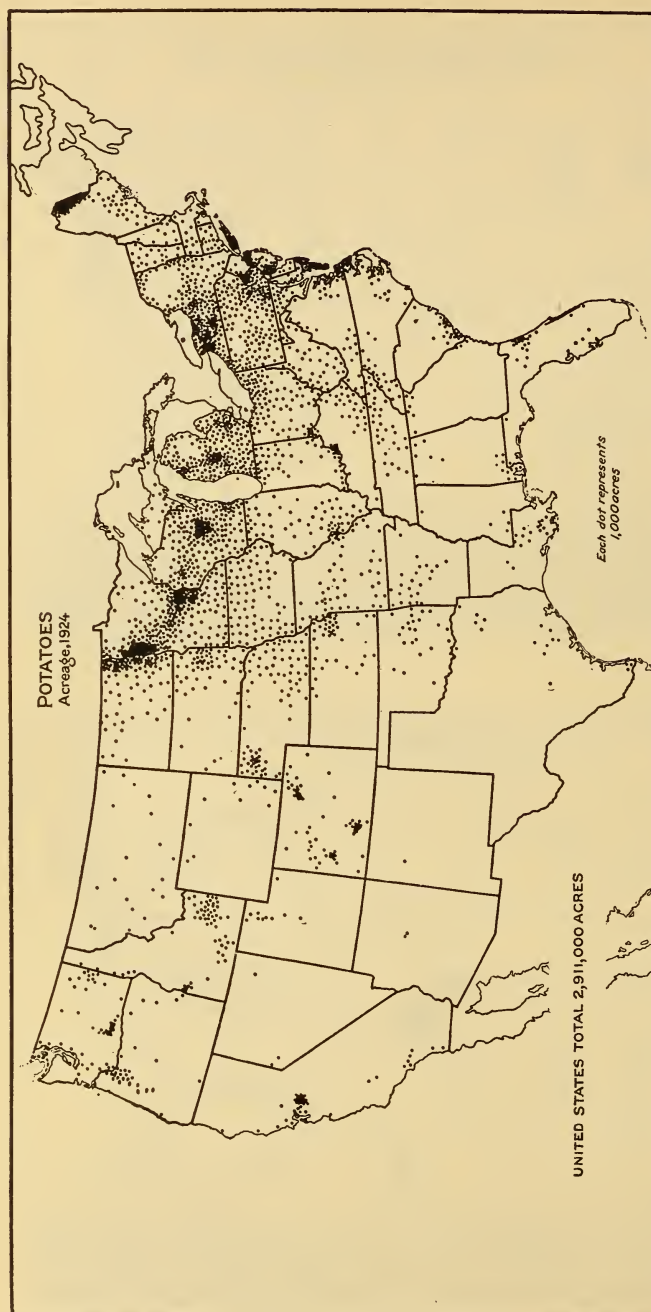 POTATOES
Acreage, 1924
Each dot represents
1,000 acres
UNITED STATES TOTAL 2,911,000 ACRES